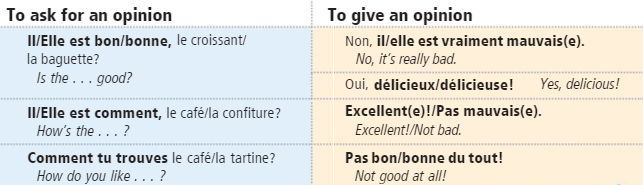 To ask for an opinion
Il/Elle est bon/bonne, le croissant/
la baguette?
Is the . . . good?
Il/Elle est comment, le café/la confiture?
How's the . . . ?
Comment tu trouves le café/la tartine?
How do you like . . . ?
To give an opinion
Non, il/elle est vraiment mauvais(e).
No, it's really bad.
Oui, délicieux/délicieuse! Yes, delicious!
Excellent(e)!/Pas mauvais(e).
Excellent!/Not bad.
Pas bon/bonne du tout!
Not good at all!